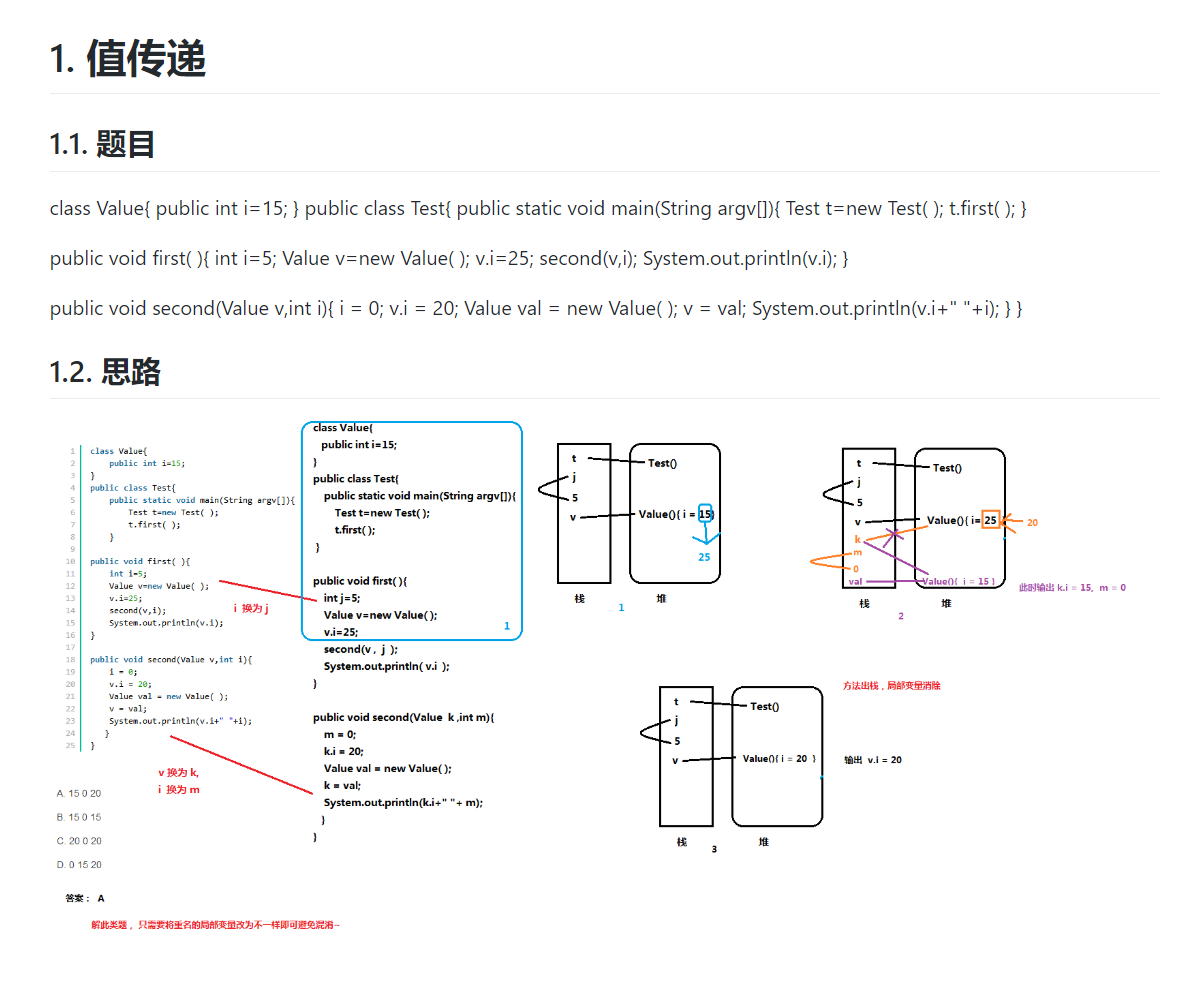 1. 值传递
1.1. 题目
class Value{ public int i=15; } public class Test{ public static void main(String argv[]){ Test t=new Test( ); t.first( ); }
public void first( ){ int i=5; Value v=new Value( ); v.i=25; second(v,i); System.out.println(v.i); }
public void second(Value v,int i){ i = 0; v.i = 20; Value val = new Value( ); v = val; System.out.println(v.i+" "+i); } }
1.2. 思路
1 class Value{
2 public int i=15;
3 }
4 public class Test{
5 public static void main(String argv[]){
6 Test t=new Test( );
7 t.first( );
8 }
9
10 public void first( ){
11 int i=5;
12 Value v=new Value( );
13 v.i=25;
14 second(v,i);
15 System.out.println(v.i);
16 }
17
18 public void second(Value v,int i){
19 i = 0;
20 v.i = 20;
21 Value val = new Value( );
22 v = val;
23 System.out.println(v.i+" "+i);
24 }
25 }
i 换为 j
v 换为 k,
i 换为 m
A. 15 0 20
B. 15 0 15
C. 20 0 20
D. 0 15 20
答案： A
解此类题，只需要将重名的局部变量改为不一样即可避免混淆~
class Value{
public int i=15;
}
public class Test{
public static void main(String argv[]){
Test t=new Test( );
t.first( );
}
public void first( ){
int j=5;
Value v=new Value( );
v.i=25;
1
second(v , j );
System.out.println( v.i );
}
public void second(Value k ,int m){
m = 0;
k.i = 20;
Value val = new Value( );
k = val;
System.out.println(k.i+" "+ m);
}
}
t
j
5
v
Test()
Value(){ i = 15}
25
栈
堆
1
t
j
5
v
k
m
0
val
Test()
Value(){ i= 25
20
Value(){ i = 15 }
此时输出 k.i = 15, m = 0
栈
堆
2
方法出栈，局部变量消除
t
j
5
v
Test()
Value(){ i = 20 }
输出 v.i = 20
栈
堆
3